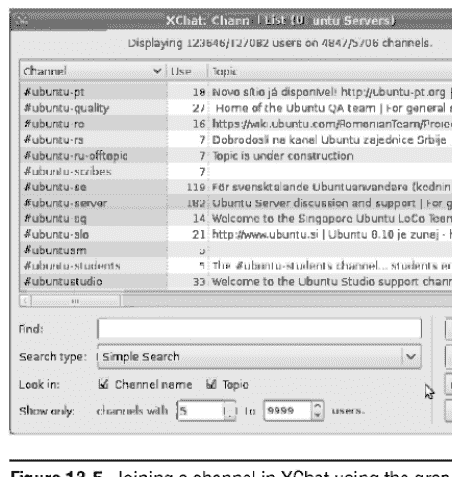 XChat: Channel List (Ubuntu Servers)
Displaying 123646/127082 users on 4847/5706 channels.
Channel Use Topic
#ubuntu-pt 18 Novo sítio já disponível! http://ubuntu-pt.org |
#ubuntu-quality 27 Home of the Ubuntu QA team | For general s
#ubuntu-ro 16 https://wiki.ubuntu.com/RomanianTeam/Proie
#ubuntu-rs 7 Dobrodosli na kanal Ubuntu zajednice Srbije
#ubuntu-ru-offtopic 7 Topic is under construction
#ubuntu-scribes 7
#ubuntu-se 119 För svensktalande Ubuntuanvändare (kodnin
#ubuntu-server 182 Ubuntu Server discussion and support | For g
#ubuntu-sg 14 Welcome to the Singapore Ubuntu LoCo Team
#ubuntu-slo 21 http://www.ubuntu.si | Ubuntu 8.10 je zunaj - h
#ubuntusm 5
#ubuntu-students 5 The #ubuntu-students channel... students
#ubuntustudio 33 Welcome to the Ubuntu Studio support chann
Find:
Search type: Simple Search
Look in: Channel name Topic
Show only: channels with 5 to 9999 users.
Figure 13-5. Joining a channel in XChat using the grap